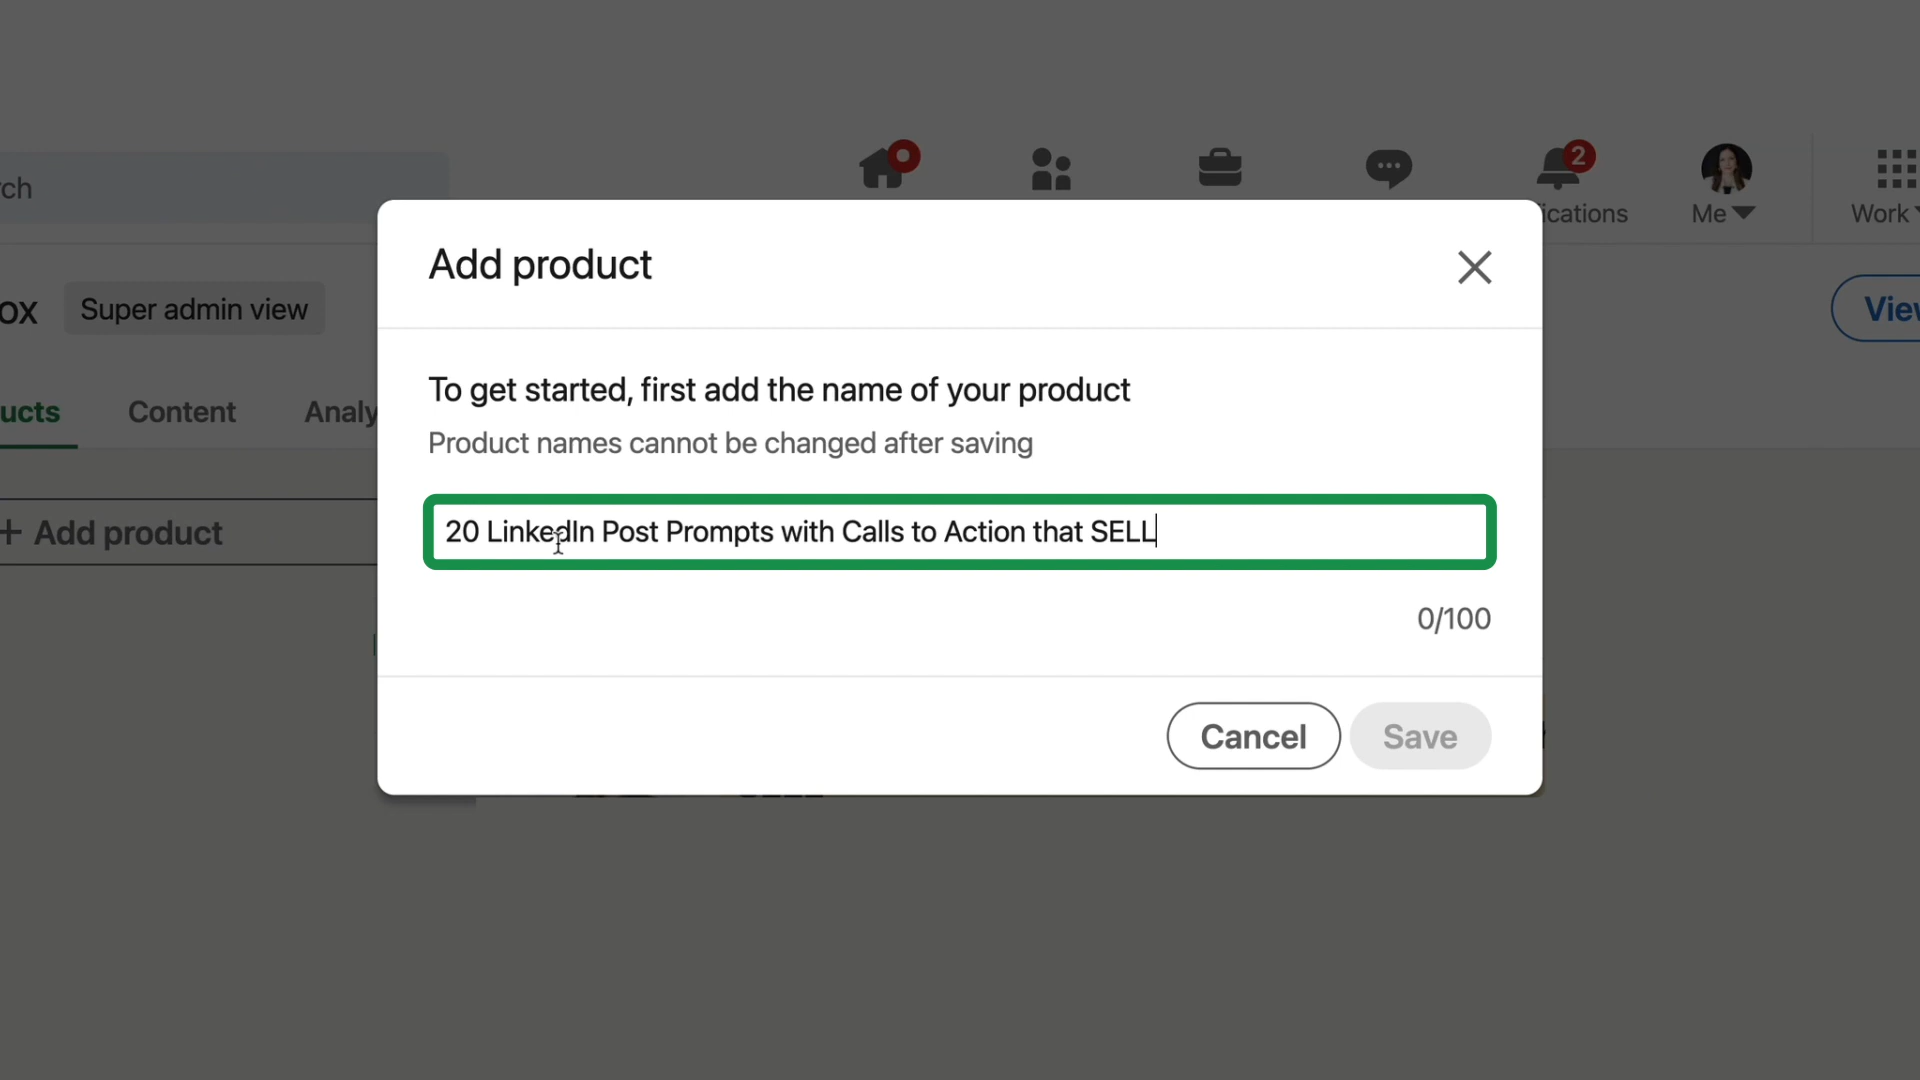 rch
2
ications
Me
Work
ox
Super admin view
View
ucts
Content
Analy
+ Add product
Add product
To get started, first add the name of your product
Product names cannot be changed after saving
20 LinkedIn Post Prompts with Calls to Action that SELL
0/100
Cancel
Save